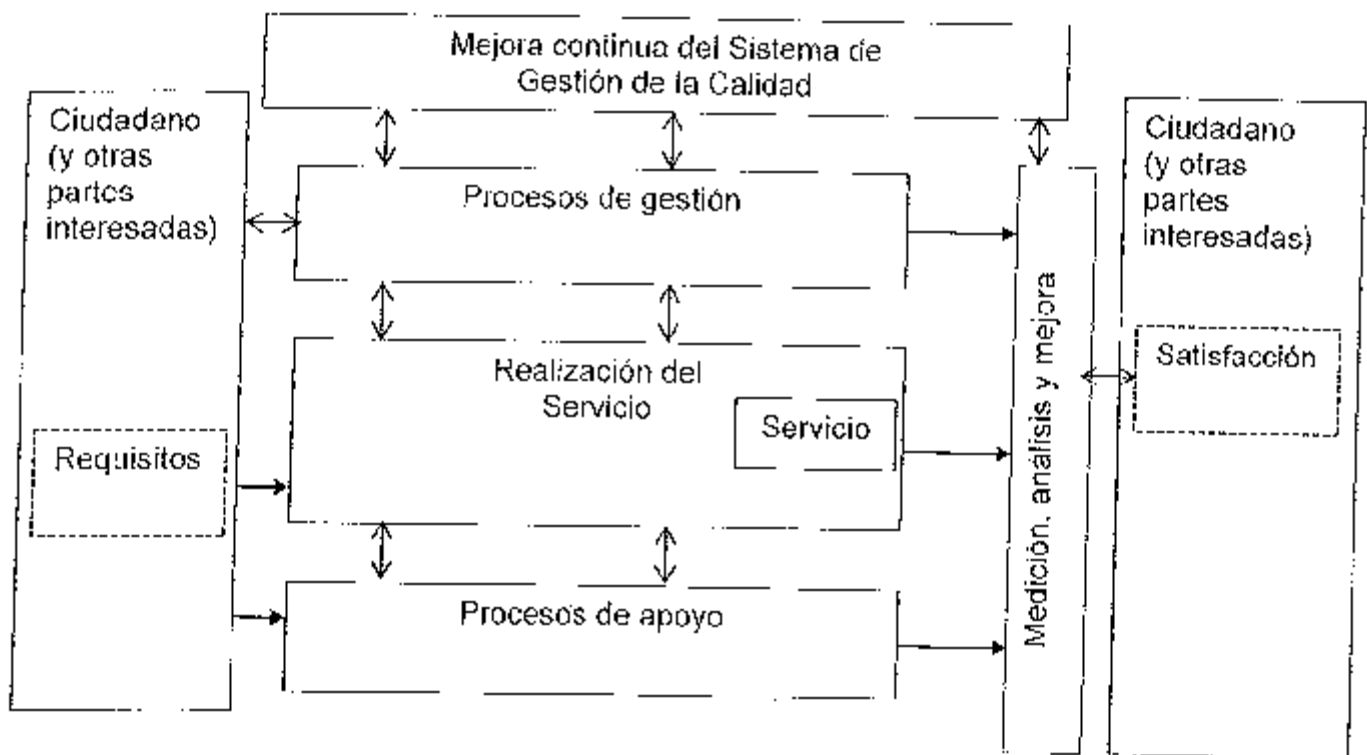 Mejora continua del Sistema de
Gestión de la Calidad
Ciudadano
(y otras
partes
interesadas)
Requisitos
Procesos de gestión
Realización del
Servicio
Servicio
Procesos de apoyo
Medición, análisis y mejora
Ciudadano
(y otras
partes
interesadas)
Satisfacción